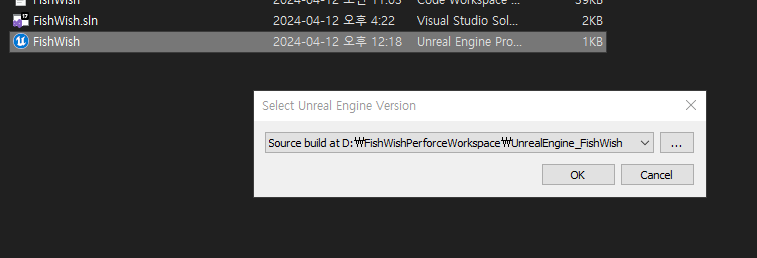 FishWish 2024-04-12 오전 11:03 Code Workspace ... 39KB
FishWish.sln 2024-04-12 오후 4:22 Visual Studio Sol... 2KB
FishWish 2024-04-12 오후 12:18 Unreal Engine Pro... 1KB
17
Select Unreal Engine Version
Source build at D:₩FishWishPerforceWorkspace₩UnrealEngine_FishWish
...
OK Cancel